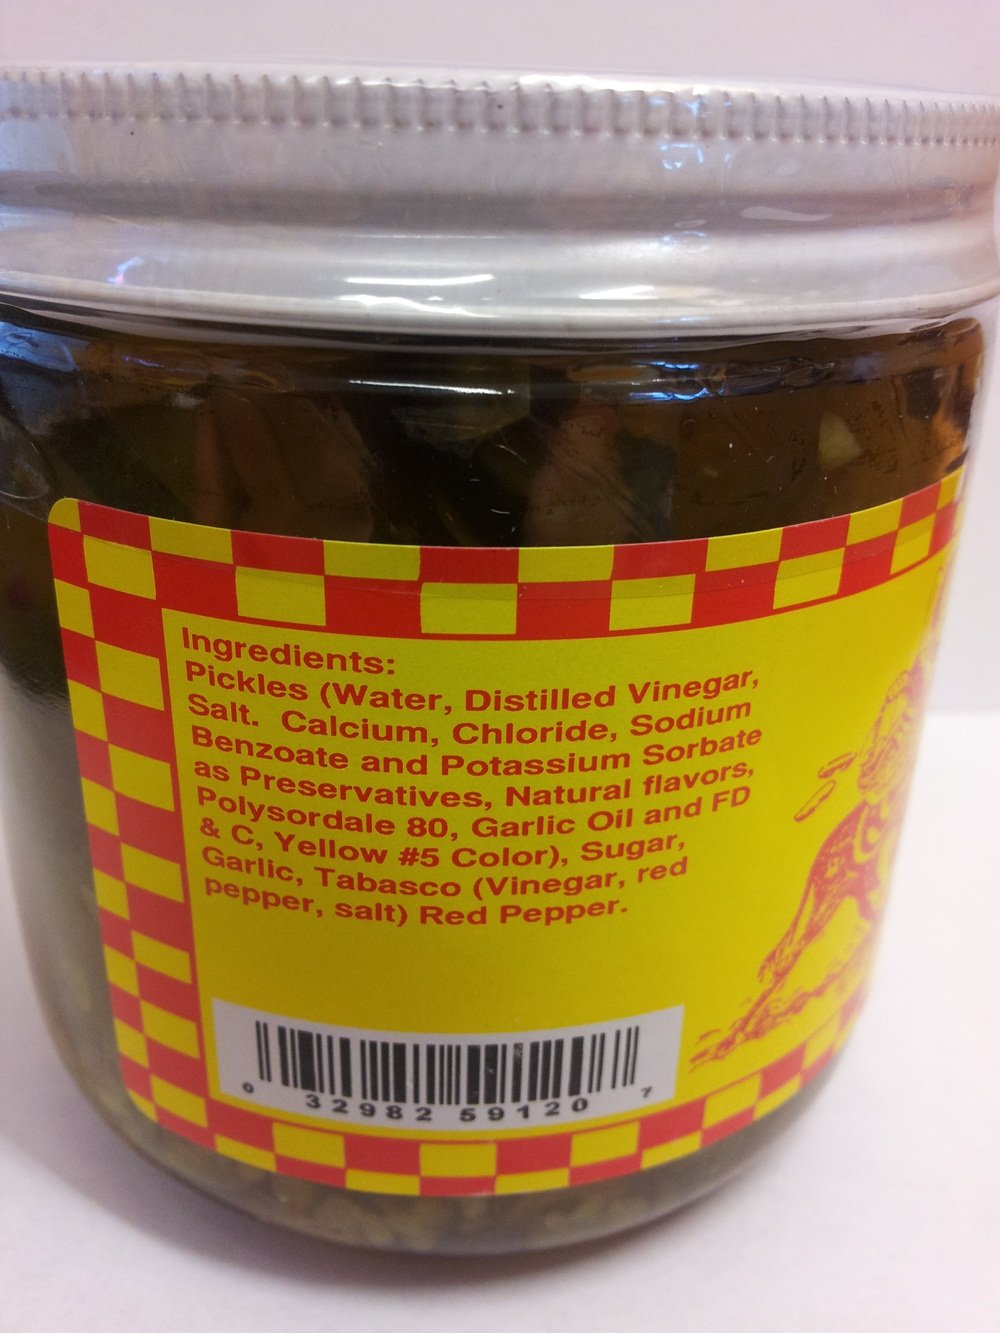 Ingredients:
Pickles (Water, Distilled Vinegar,
Salt. Calcium, Chloride, Sodium
Benzoate and Potassium Sorbate
as Preservatives, Natural flavors,
Polysordale 80, Garlic Oil and FD
& C, Yellow #5 Color), Sugar,
Garlic, Tabasco (Vinegar, red
pepper, salt) Red Pepper.
0 32982 59120 7